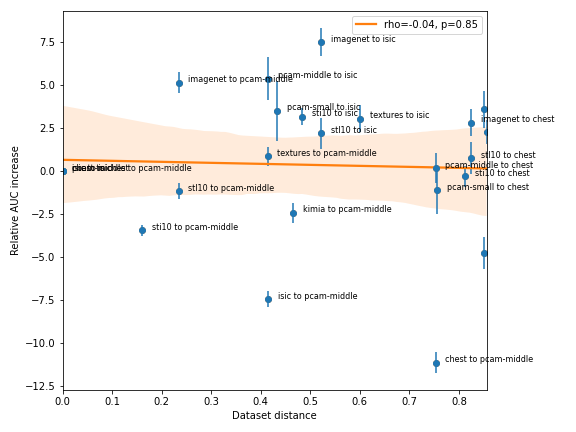 rho=-0.04, p=0.85
7.5
5.0
2.5
0.0
−2.5
−5.0
−7.5
−10.0
−12.5
Relative AUC increase
imagenet to isic
pcam-middle to isic
imagenet to pcam-middle
pcam-small to isic
sti10 to isic
textures to isic
imagenet to chest
stl10 to isic
textures to pcam-middle
stl10 to chest
pcam-middle to chest
to pcam-middle
sti10 to chest
stl10 to pcam-middle
pcam-small to chest
kimia to pcam-middle
sti10 to pcam-middle
isic to pcam-middle
chest to pcam-middle
0.0 0.1 0.2 0.3 0.4 0.5 0.6 0.7 0.8
Dataset distance